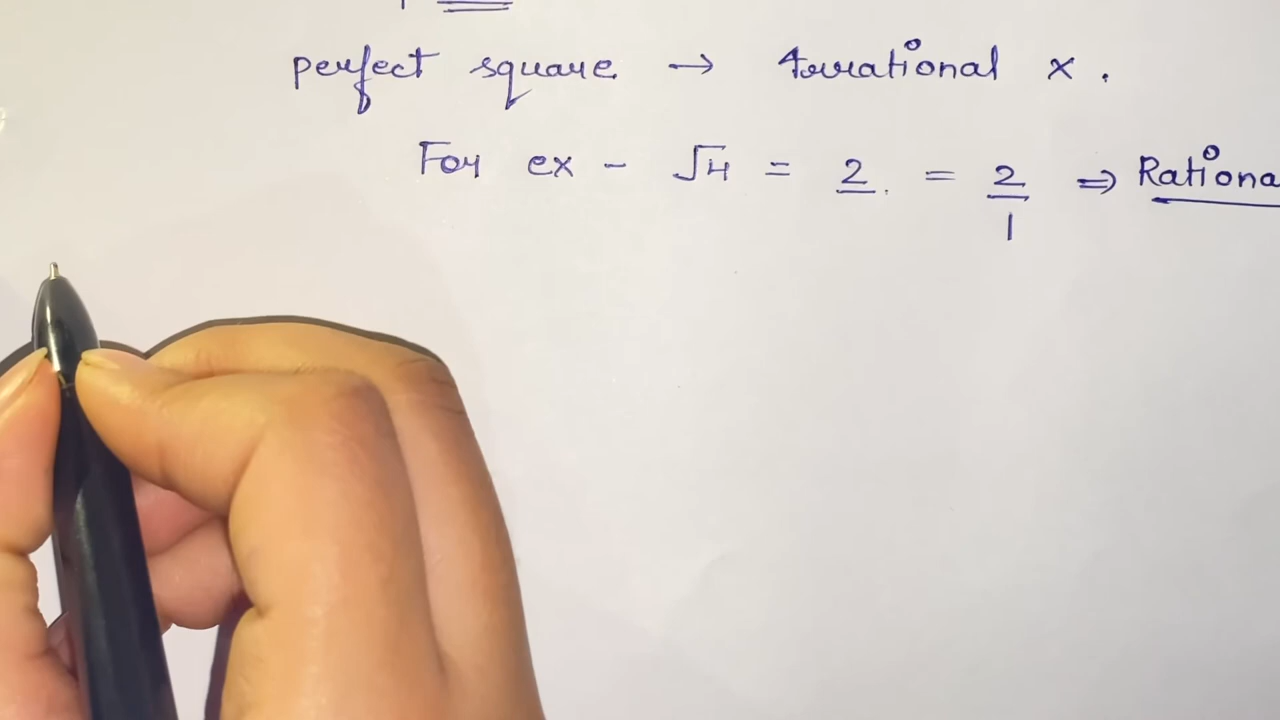 perfect square → Irrational x .
For ex - √4 = 2 . = 2/1 ⇒ Rationa